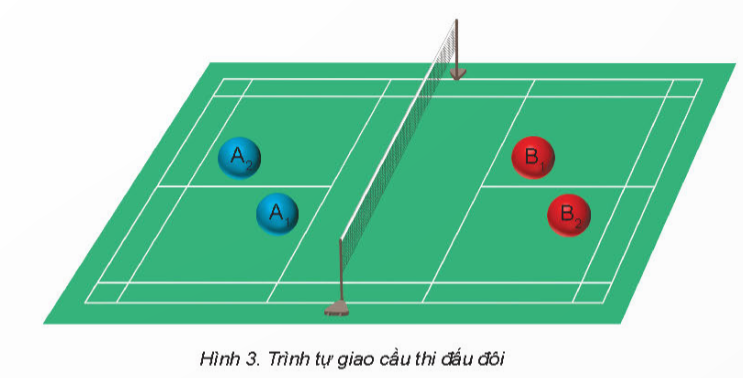 A2
B1
A1
B2
Hình 3. Trình tự giao cầu thi đấu đôi